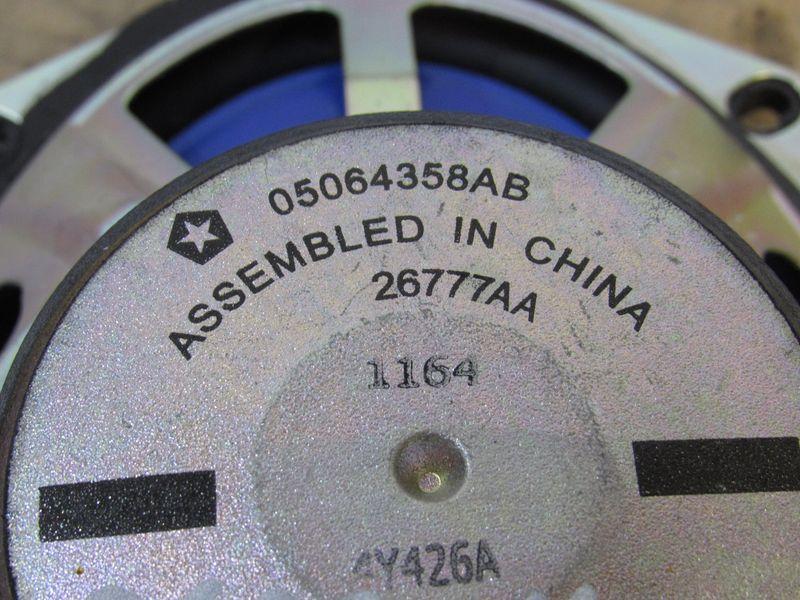 05064358AB
ASSEMBLED IN CHINA
26777AA
1164
4Y426A